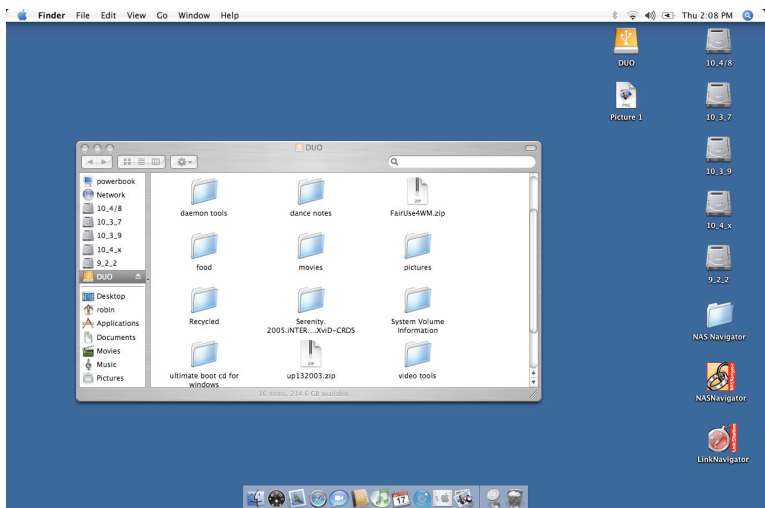 Finder File Edit View Go Window Help
Thu 2:08 PM
DUO
10_4/8
Picture 1
10_3_7
10_3_9
10_4_x
9_2_2
NAS Navigator
NASNavigator
LinkNavigator
DUO
powerbook
Network
10_4/8
10_3_7
10_3_9
10_4_x
9_2_2
DUO
Desktop
robin
Applications
Documents
Movies
Music
Pictures
daemon tools
dance notes
ZIP
FairUse4WM.zip
food
movies
pictures
Recycled
Serenity.
2005.iNTER....XviD-CRDS
System Volume
Information
ultimate boot cd for
windows
ZIP
up132003.zip
video tools
16 items, 214.6 GB available
17